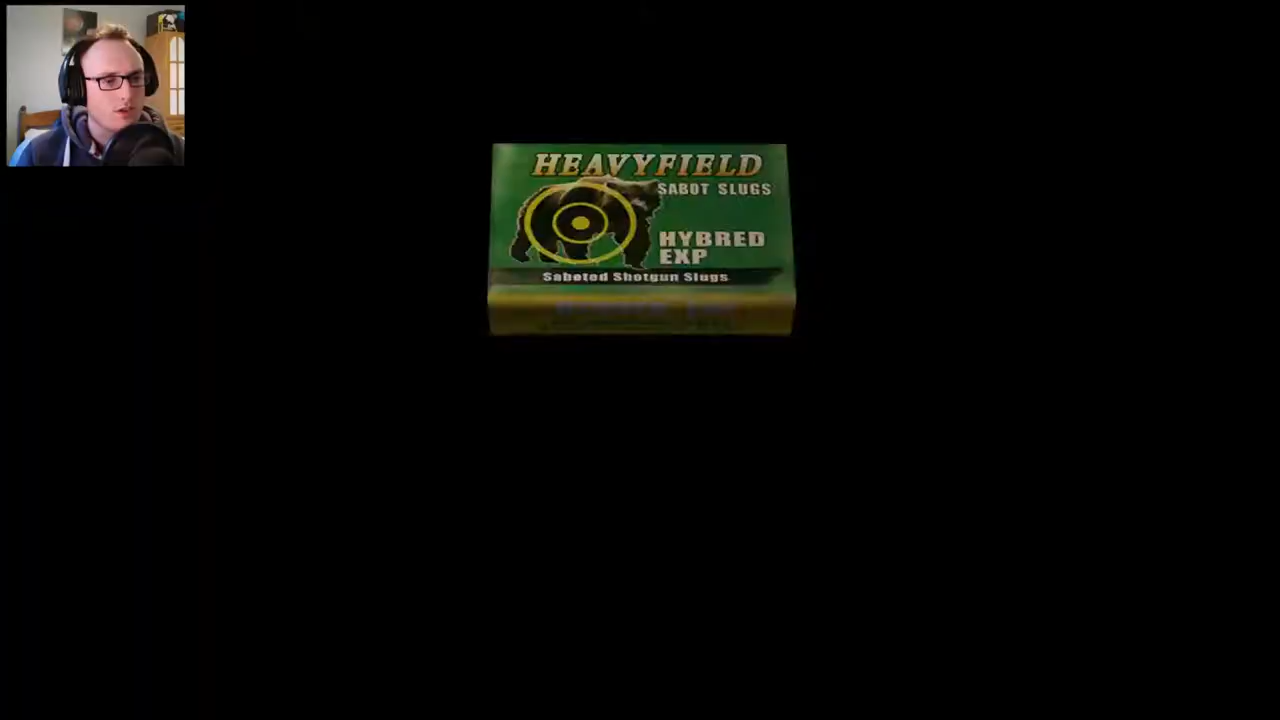 HEAVYFIELD
SABOT SLUGS
HYBRED
EXP
Saboted Shotgun Slugs